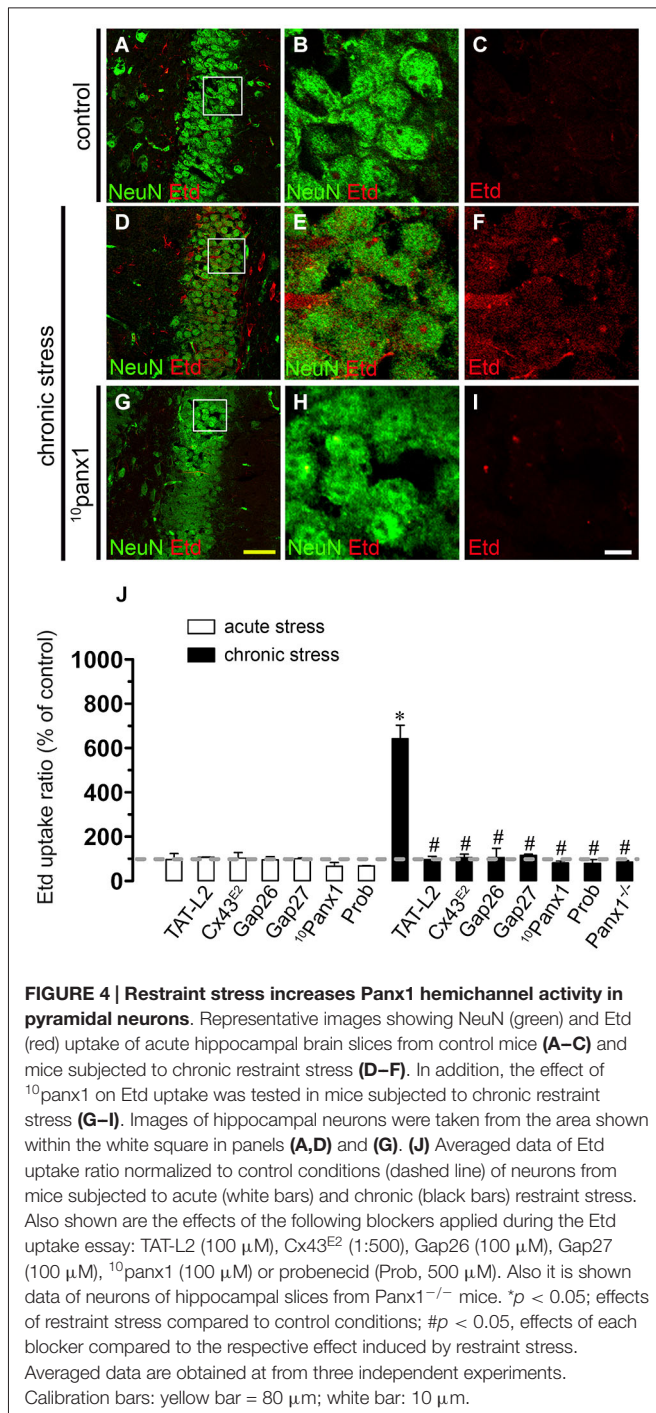 control
chronic stress
¹⁰panx1
A
B
C
NeuN Etd
NeuN Etd
Etd
D
E
F
NeuN Etd
NeuN Etd
Etd
G
H
I
NeuN Etd
NeuN Etd
Etd
J
acute stress
chronic stress
Etd uptake ratio (% of control)
1000
800
600
400
200
0
*
#
#
#
#
#
#
#
TAT-L2
Cx43ᴱ²
Gap26
Gap27
¹⁰Panx1
Prob
TAT-L2
Cx43ᴱ²
Gap26
Gap27
¹⁰Panx1
Prob
Panx1⁻/⁻
FIGURE 4 | Restraint stress increases Panx1 hemichannel activity in
pyramidal neurons. Representative images showing NeuN (green) and Etd
(red) uptake of acute hippocampal brain slices from control mice (A–C) and
mice subjected to chronic restraint stress (D–F). In addition, the effect of
¹⁰panx1 on Etd uptake was tested in mice subjected to chronic restraint
stress (G–I). Images of hippocampal neurons were taken from the area shown
within the white square in panels (A,D) and (G). (J) Averaged data of Etd
uptake ratio normalized to control conditions (dashed line) of neurons from
mice subjected to acute (white bars) and chronic (black bars) restraint stress.
Also shown are the effects of the following blockers applied during the Etd
uptake essay: TAT-L2 (100 μM), Cx43ᴱ² (1:500), Gap26 (100 μM), Gap27
(100 μM), ¹⁰panx1 (100 μM) or probenecid (Prob, 500 μM). Also it is shown
data of neurons of hippocampal slices from Panx1⁻/⁻ mice. *p < 0.05; effects
of restraint stress compared to control conditions; #p < 0.05, effects of each
blocker compared to the respective effect induced by restraint stress.
Averaged data are obtained at from three independent experiments.
Calibration bars: yellow bar = 80 μm; white bar: 10 μm.